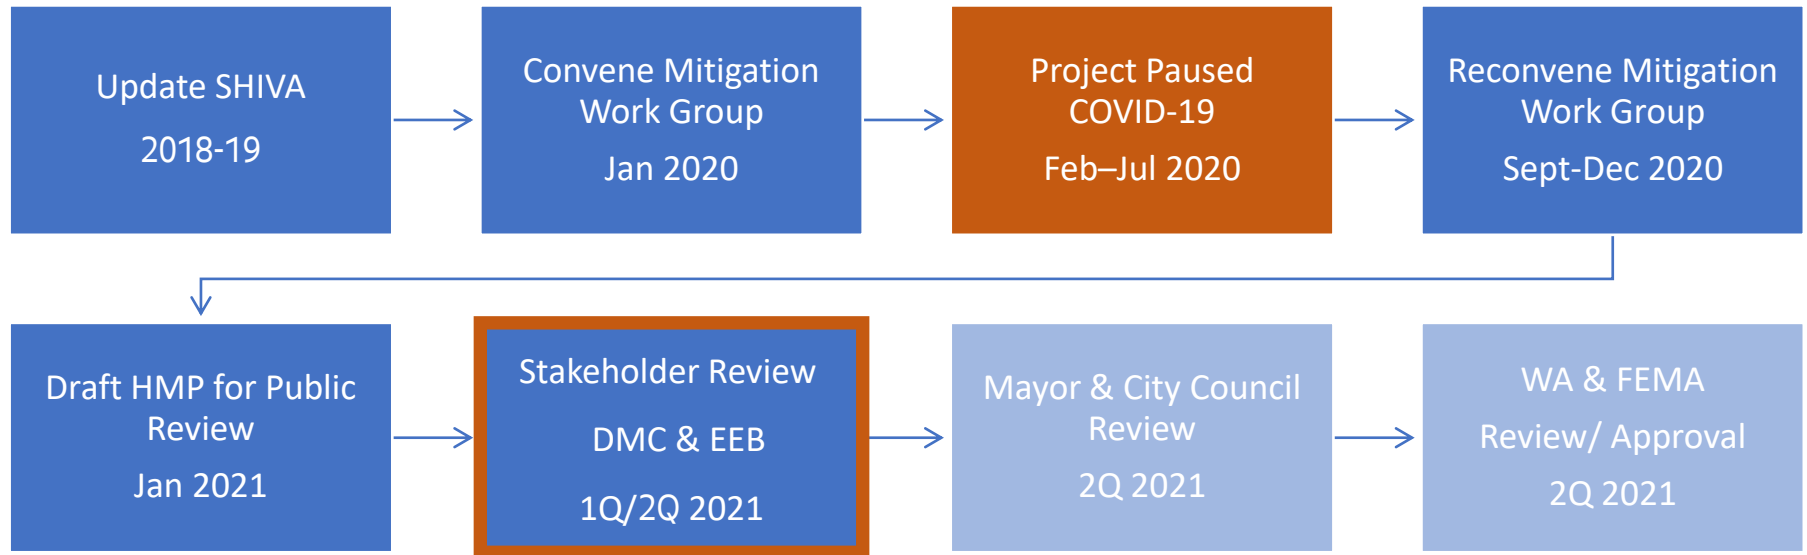 Update SHIVA
2018-19
Convene Mitigation
Work Group
Jan 2020
Project Paused
COVID-19
Feb–Jul 2020
Reconvene Mitigation
Work Group
Sept-Dec 2020
Draft HMP for Public
Review
Jan 2021
Stakeholder Review
DMC & EEB
1Q/2Q 2021
Mayor & City Council
Review
2Q 2021
WA & FEMA
Review/ Approval
2Q 2021